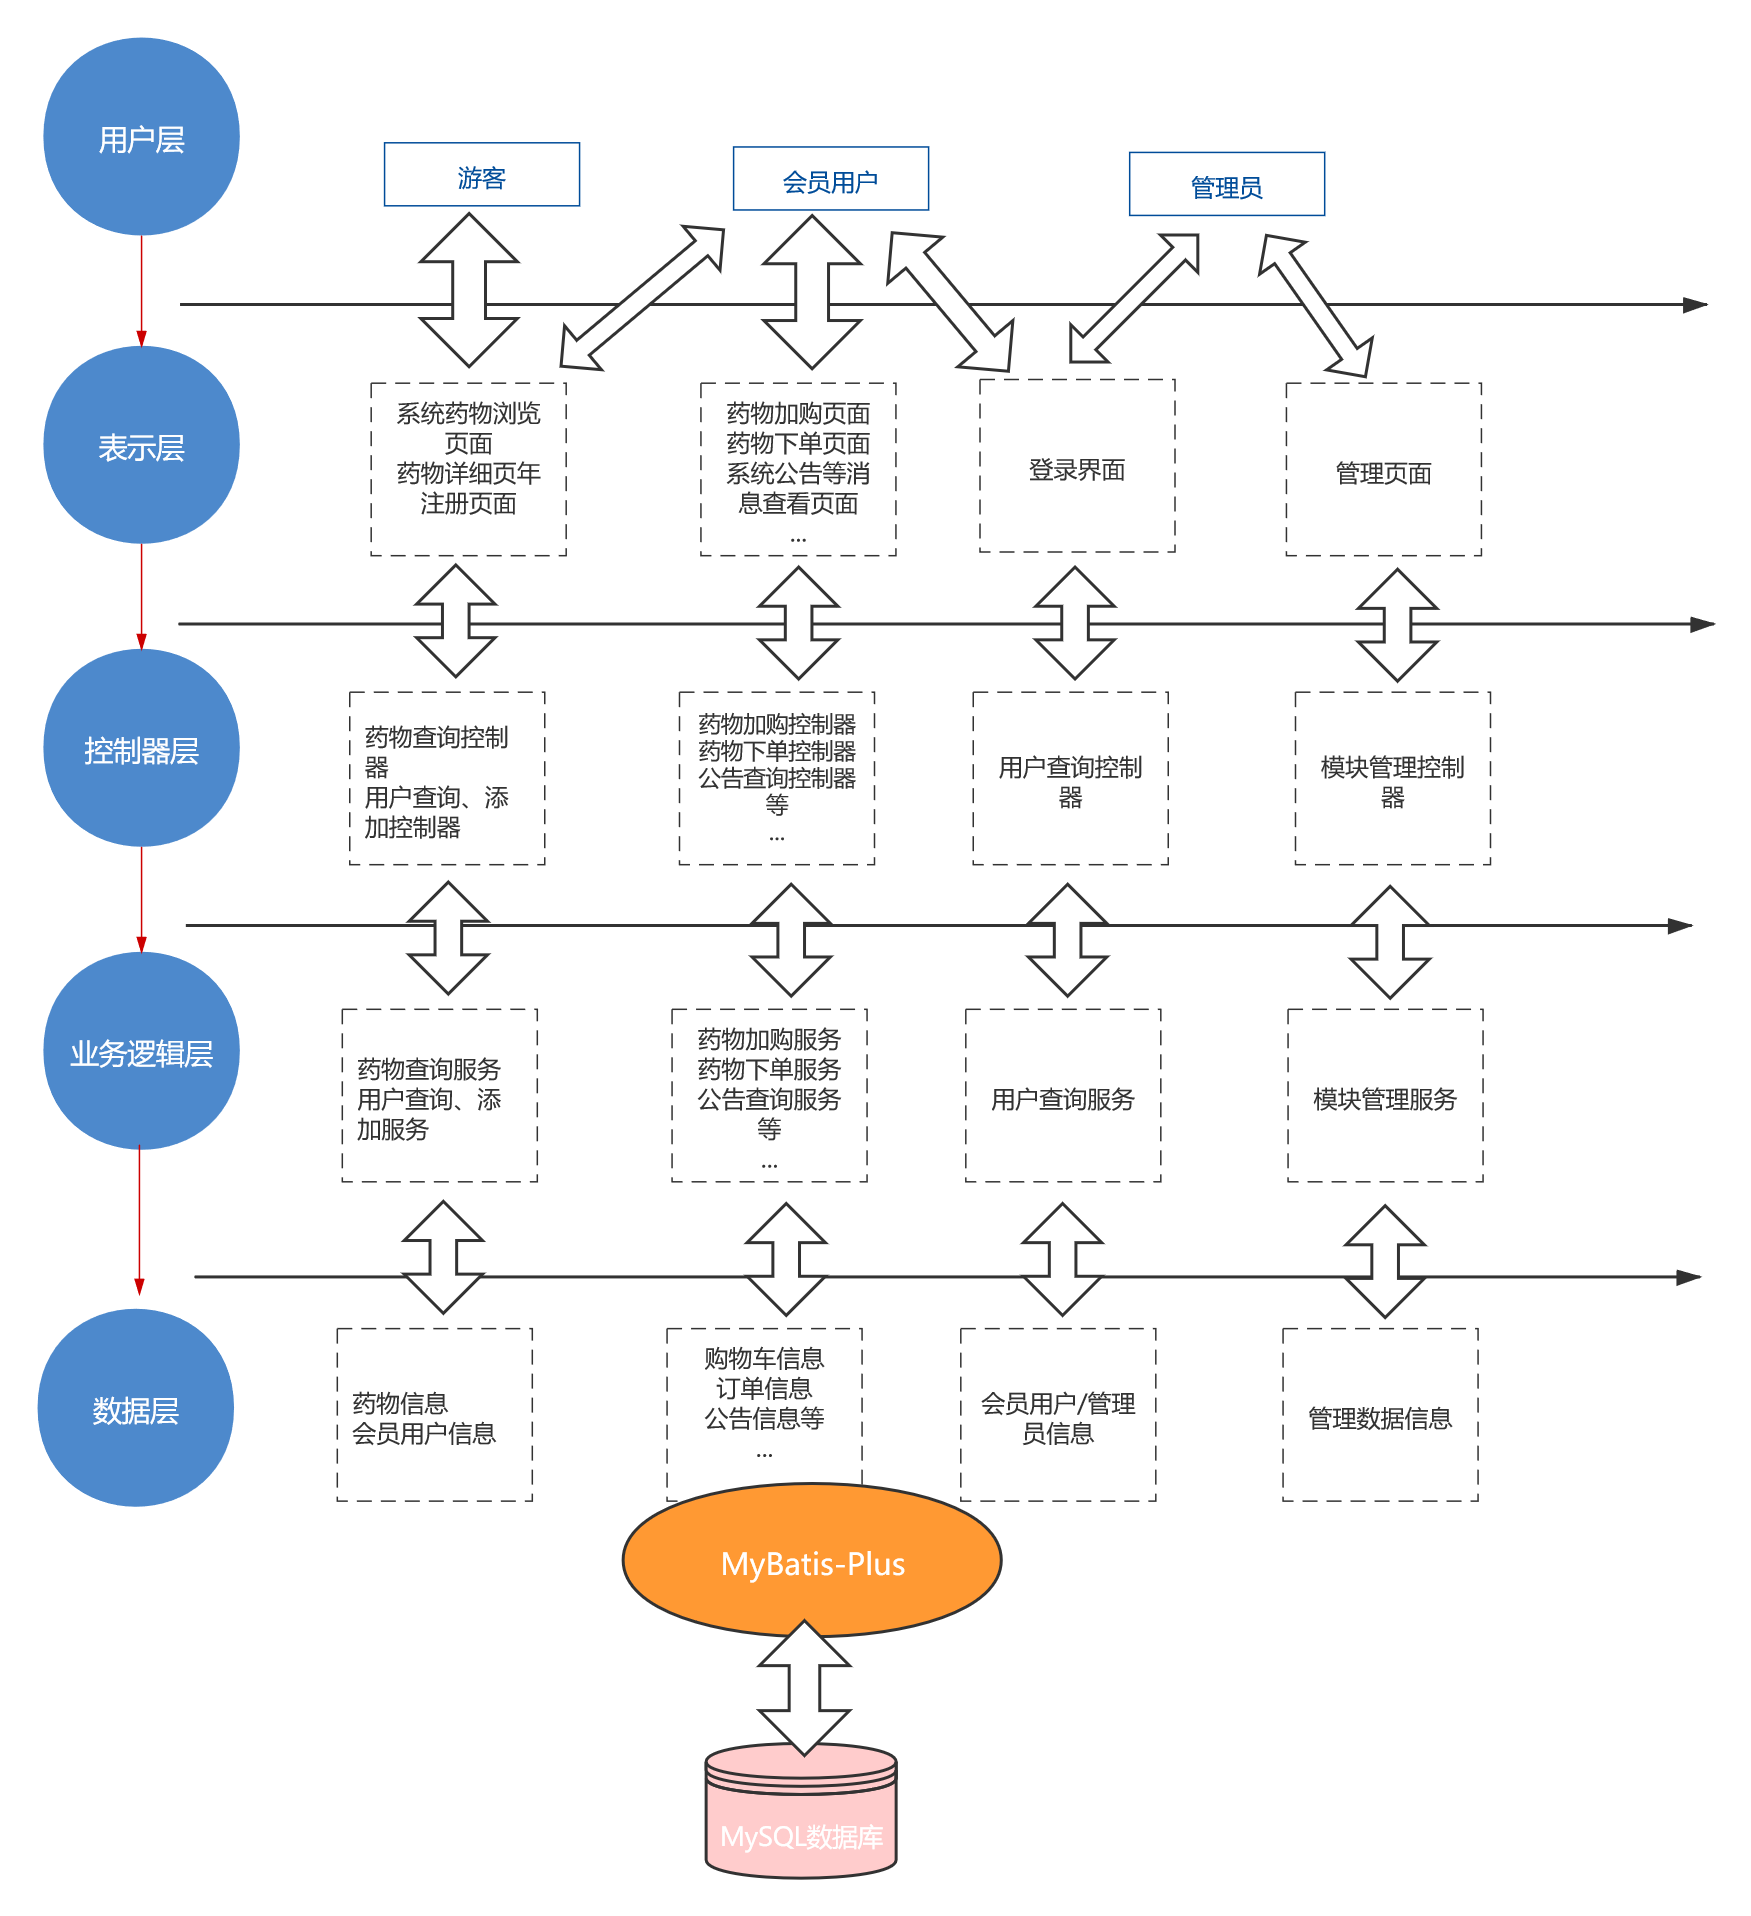 用户层
游客
会员用户
管理员
表示层
系统药物浏览
页面
药物详细页年
注册页面
药物加购页面
药物下单页面
系统公告等消
息查看页面
...
登录界面
管理页面
控制器层
药物查询控制
器
用户查询、添
加控制器
药物加购控制器
药物下单控制器
公告查询控制器
等
...
用户查询控制
器
模块管理控制
器
业务逻辑层
药物查询服务
用户查询、添
加服务
药物加购服务
药物下单服务
公告查询服务
等
...
用户查询服务
模块管理服务
数据层
药物信息
会员用户信息
购物车信息
订单信息
公告信息等
...
会员用户/管理
员信息
管理数据信息
MyBatis-Plus
MySQL数据库